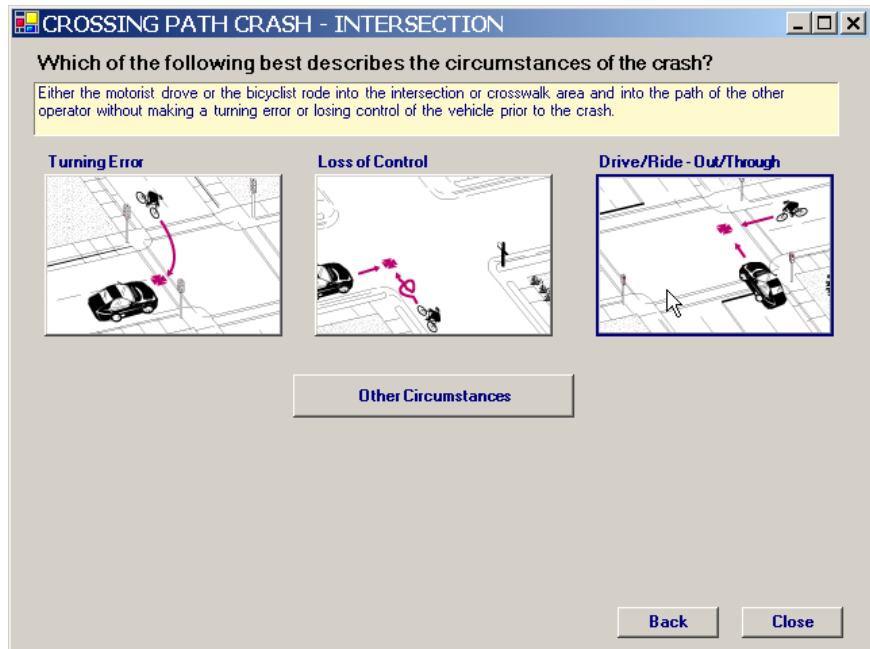 CROSSING PATH CRASH - INTERSECTION
Which of the following best describes the circumstances of the crash?
Either the motorist drove or the bicyclist rode into the intersection or crosswalk area and into the path of the other
operator without making a turning error or losing control of the vehicle prior to the crash.
Turning Error
Loss of Control
Drive/Ride - Out/Through
Other Circumstances
Back
Close